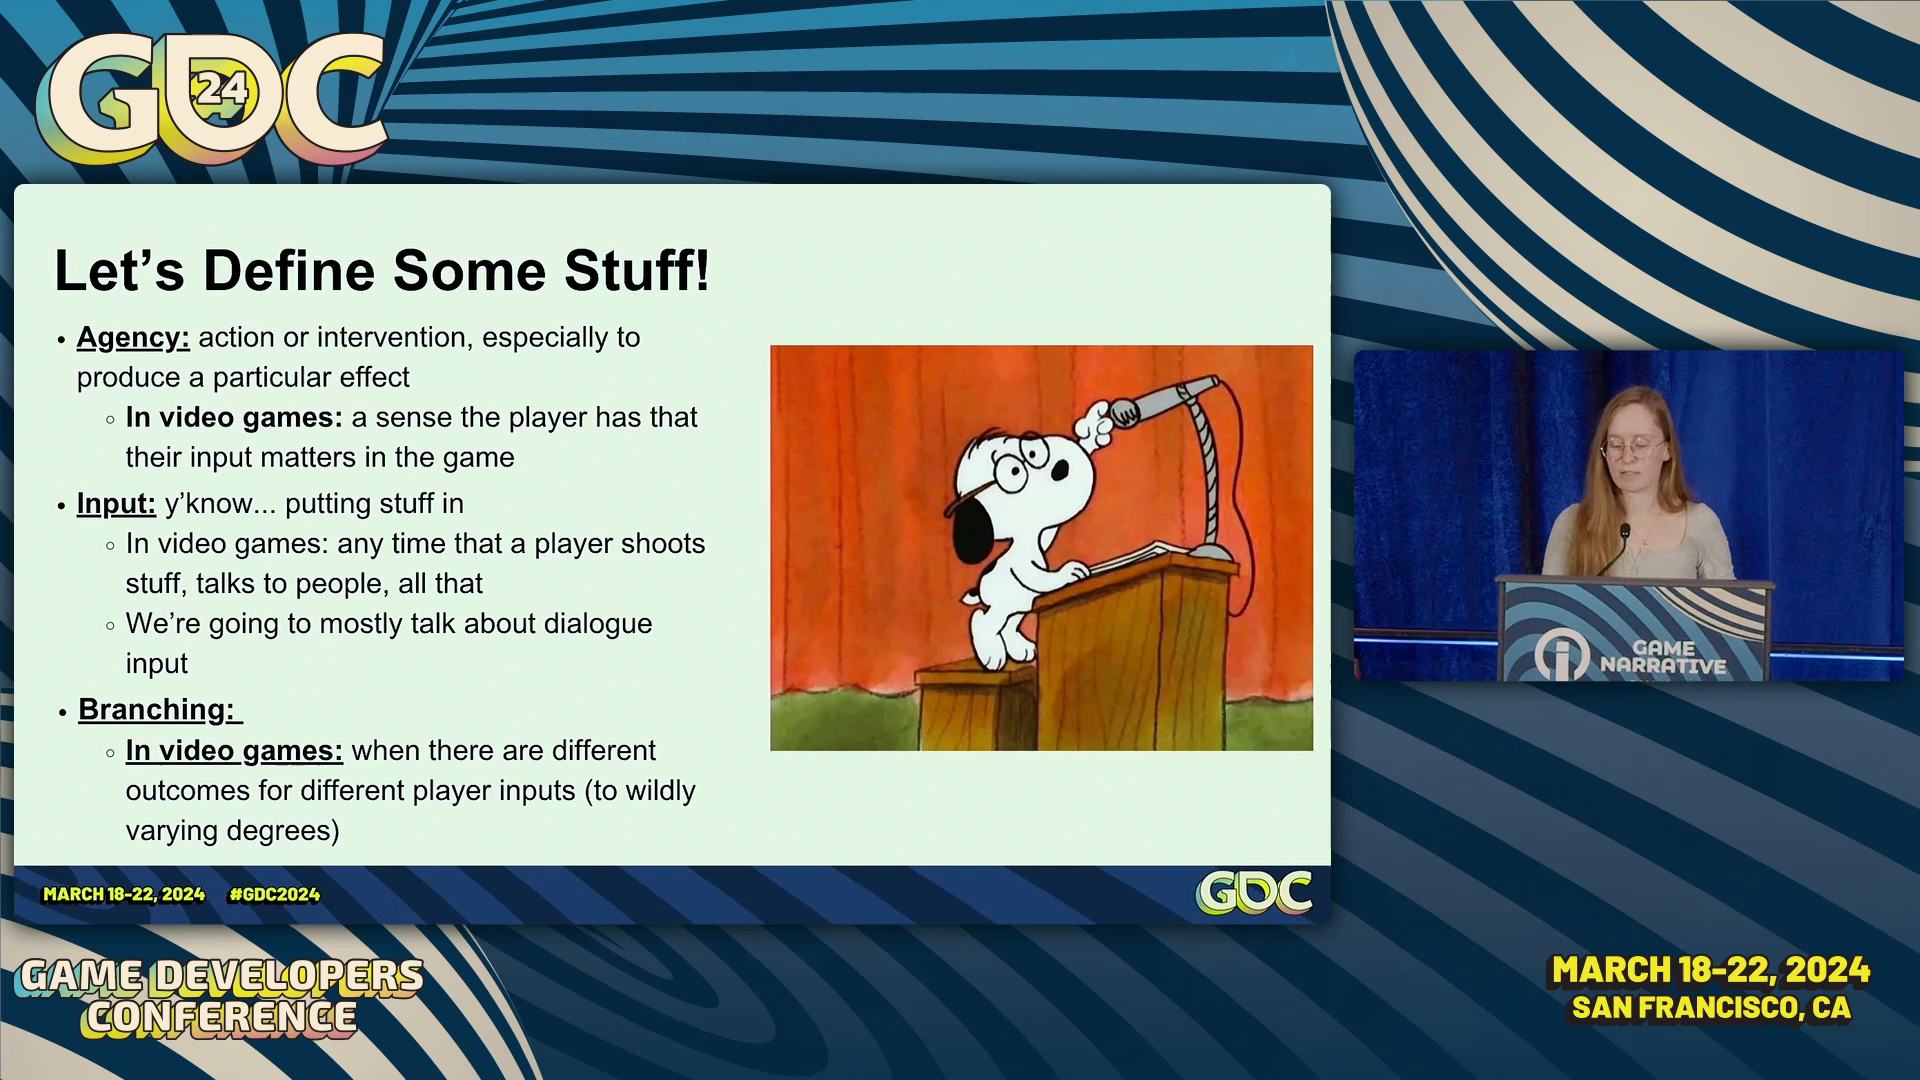 GDC
24
Let’s Define Some Stuff!
• Agency: action or intervention, especially to
produce a particular effect
○ In video games: a sense the player has that
their input matters in the game
• Input: y’know... putting stuff in
○ In video games: any time that a player shoots
stuff, talks to people, all that
○ We’re going to mostly talk about dialogue
input
• Branching:
○ In video games: when there are different
outcomes for different player inputs (to wildly
varying degrees)
MARCH 18-22, 2024 #GDC2024
GDC
GAME
NARRATIVE
GAME DEVELOPERS
CONFERENCE
MARCH 18-22, 2024
SAN FRANCISCO, CA